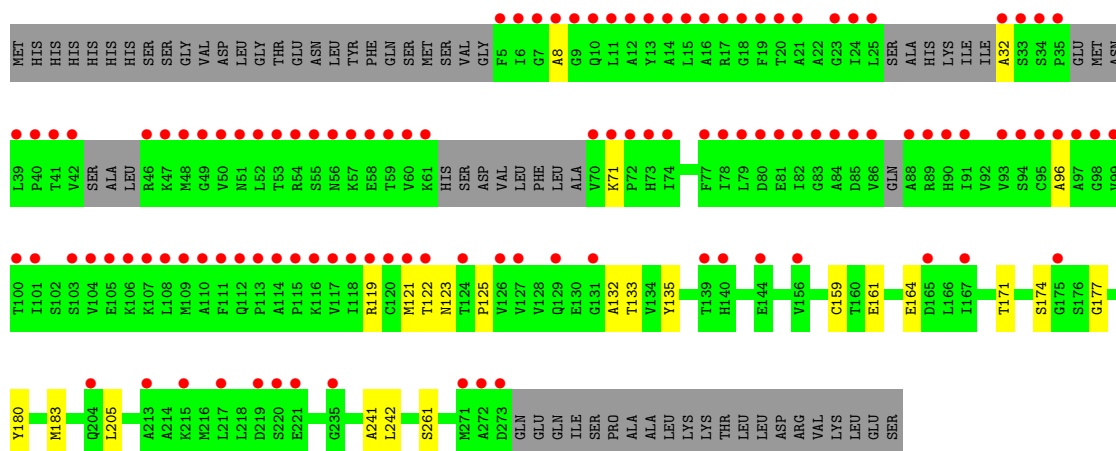 MET HIS HIS HIS HIS HIS HIS SER SER GLY VAL ASP LEU GLY THR GLU ASN LEU TYR PHE GLN SER MET SER VAL GLY F5 I6 G7 A8 G9 Q10 L11 A12 Y13 A14 L15 A16 R17 G18 F19 T20 A21 A22 G23 I24 L25 SER ALA HIS LYS ILE ILE A32 S33 S34 P35 GLU MET ASN
L39 P40 T41 V42 SER ALA LEU R46 K47 M48 G49 V50 N51 L52 T53 R54 S55 N56 K57 E58 T59 V60 K61 HIS SER ASP VAL LEU PHE LEU ALA V70 K71 P72 H73 I74 F77 I78 L79 D80 E81 I82 G83 A84 D85 V86 GLN A88 R89 H90 I91 V92 V93 S94 C95 A96 A97 G98 V99
T100 I101 S102 S103 V104 E105 K106 K107 L108 M109 A110 F111 Q112 P113 A114 P115 K116 V117 I118 R119 C120 M121 T122 N123 T124 P125 V126 V127 V128 Q129 E130 G131 A132 T133 V134 Y135 T139 H140 E144 V156 C159 T160 E161 E164 D165 L166 I167 T171 S174 G175 S176 G177
Y180 M183 Q204 L205 A213 A214 K215 M216 L217 L218 D219 S220 E221 G235 A241 L242 S261 M271 A272 D273 GLN GLU GLU GLN ILE SER PRO ALA ALA LEU LYS LYS THR LEU LEU ASP ARG VAL LYS LEU GLU SER